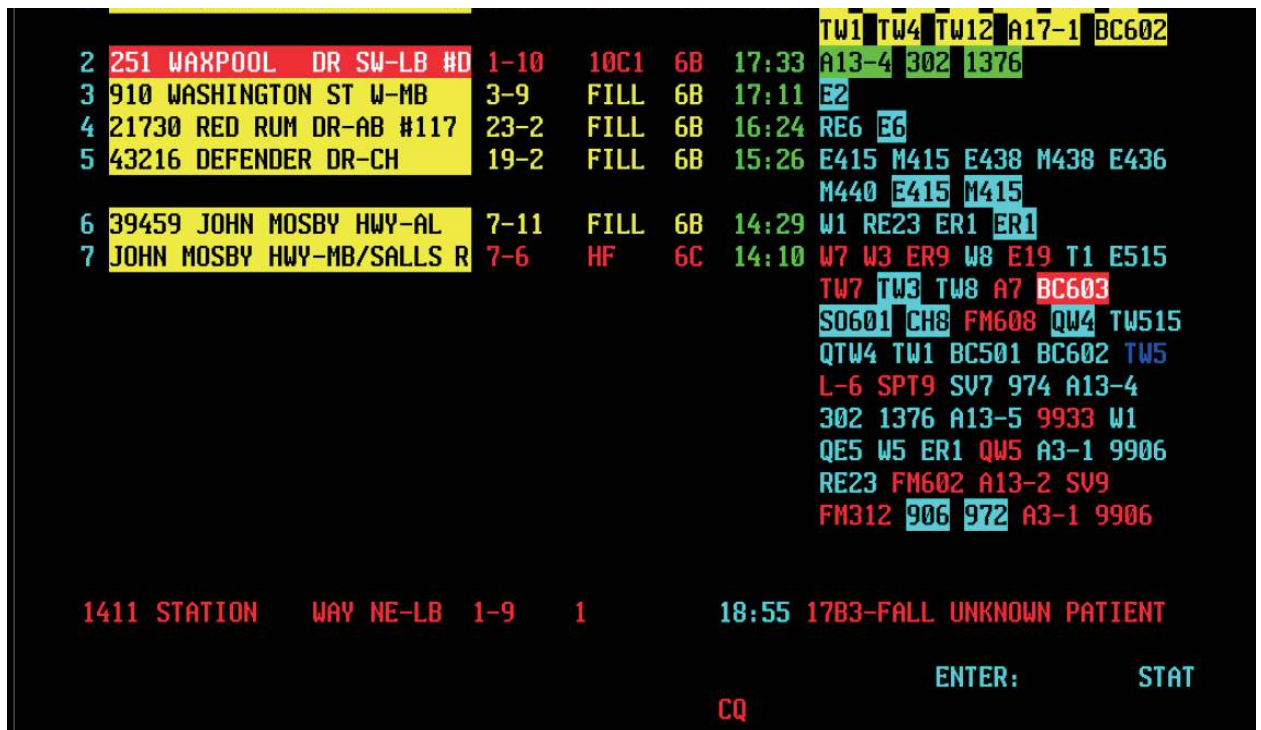 TW1 TW4 TW12 A17-1 BC602
2 251 WAXPOOL DR SW-LB #D 1-10 10C1 6B 17:33 A13-4 302 1376
3 910 WASHINGTON ST W-MB 3-9 FILL 6B 17:11 E2
4 21730 RED RUM DR-AB #117 23-2 FILL 6B 16:24 RE6 E6
5 43216 DEFENDER DR-CH 19-2 FILL 6B 15:26 E415 M415 E438 M438 E436
M440 E415 M415
6 39459 JOHN MOSBY HWY-AL 7-11 FILL 6B 14:29 W1 RE23 ER1 ER1
7 JOHN MOSBY HWY-MB/SALLS R 7-6 HF 6C 14:10 W7 W3 ER9 W8 E19 T1 E515
TW7 TW3 TW8 A7 BC603
SO601 CH8 FM608 QW4 TW515
QTW4 TW1 BC501 BC602 TW5
L-6 SPT9 SV7 974 A13-4
302 1376 A13-5 9933 W1
QE5 W5 ER1 QW5 A3-1 9906
RE23 FM602 A13-2 SV9
FM312 906 972 A3-1 9906
1411 STATION WAY NE-LB 1-9 1 18:55 17B3-FALL UNKNOWN PATIENT
ENTER: STAT
CQ